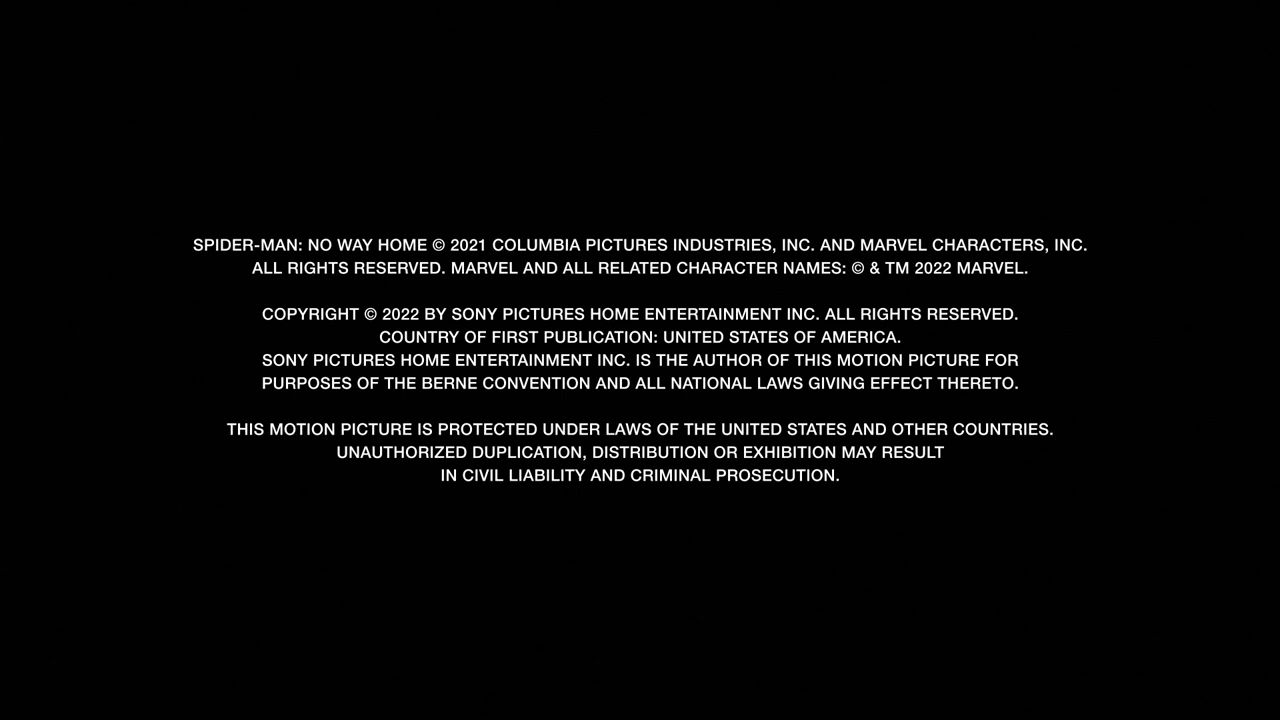 SPIDER-MAN: NO WAY HOME © 2021 COLUMBIA PICTURES INDUSTRIES, INC. AND MARVEL CHARACTERS, INC.
ALL RIGHTS RESERVED. MARVEL AND ALL RELATED CHARACTER NAMES: © & TM 2022 MARVEL.
COPYRIGHT © 2022 BY SONY PICTURES HOME ENTERTAINMENT INC. ALL RIGHTS RESERVED.
COUNTRY OF FIRST PUBLICATION: UNITED STATES OF AMERICA.
SONY PICTURES HOME ENTERTAINMENT INC. IS THE AUTHOR OF THIS MOTION PICTURE FOR
PURPOSES OF THE BERNE CONVENTION AND ALL NATIONAL LAWS GIVING EFFECT THERETO.
THIS MOTION PICTURE IS PROTECTED UNDER LAWS OF THE UNITED STATES AND OTHER COUNTRIES.
UNAUTHORIZED DUPLICATION, DISTRIBUTION OR EXHIBITION MAY RESULT
IN CIVIL LIABILITY AND CRIMINAL PROSECUTION.